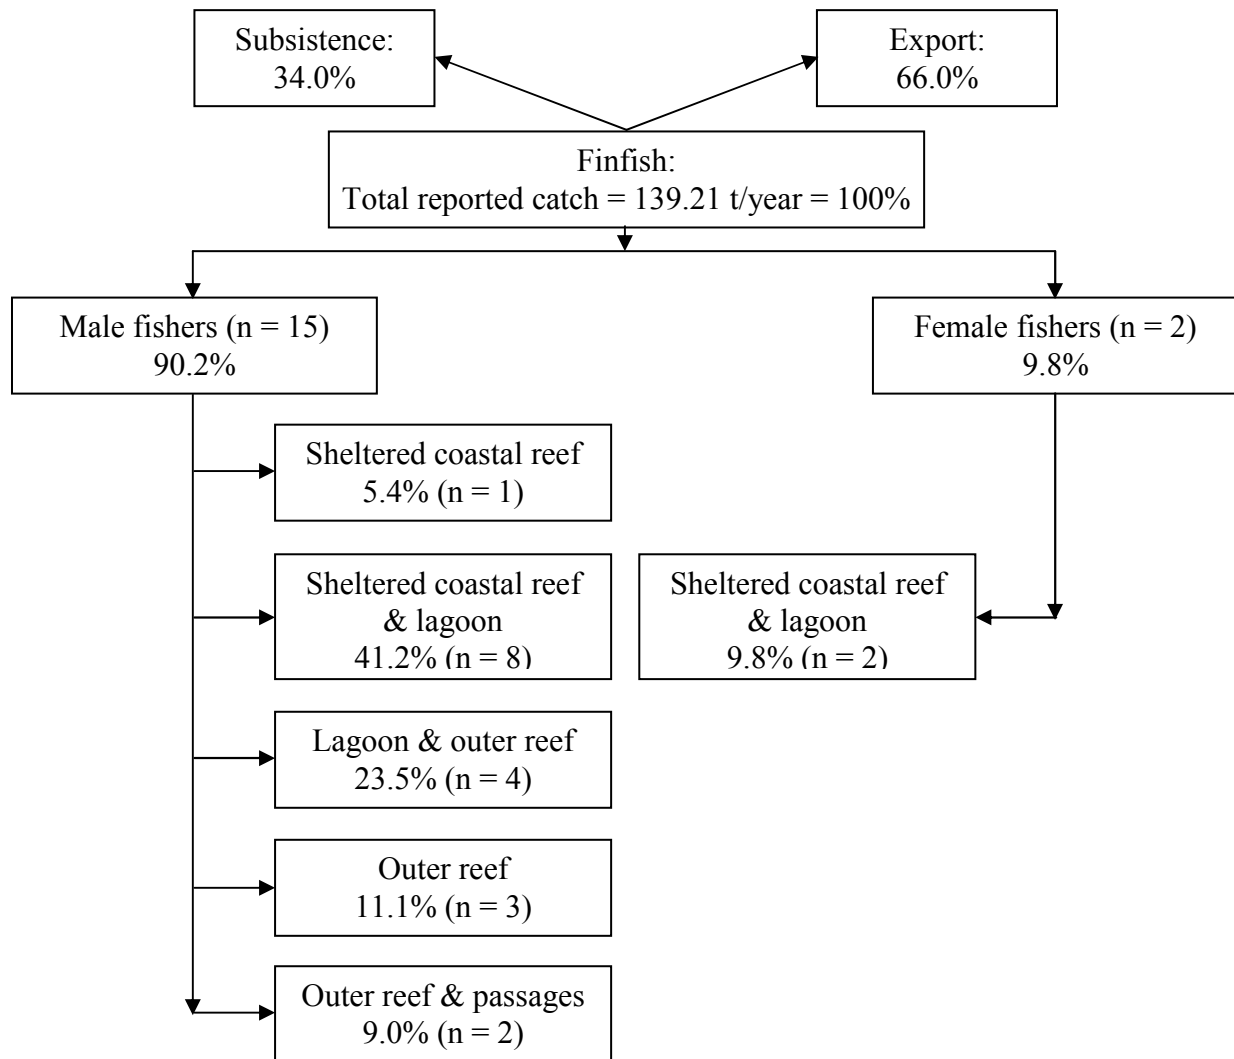 Subsistence:
34.0%
Export:
66.0%
Finfish:
Total reported catch = 139.21 t/year = 100%
Male fishers (n = 15)
90.2%
Female fishers (n = 2)
9.8%
Sheltered coastal reef
5.4% (n = 1)
Sheltered coastal reef
& lagoon
41.2% (n = 8)
Sheltered coastal reef
& lagoon
9.8% (n = 2)
Lagoon & outer reef
23.5% (n = 4)
Outer reef
11.1% (n = 3)
Outer reef & passages
9.0% (n = 2)